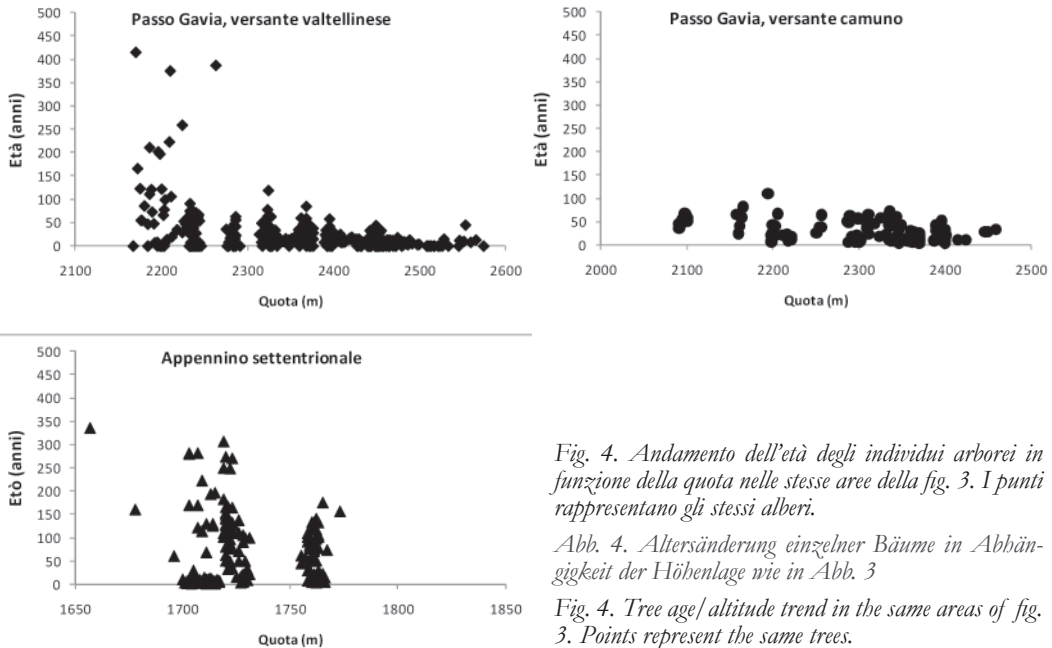 Passo Gavia, versante valtellinese
500
450
400
350
300
250
200
150
100
50
0
Età (anni)
2100 2200 2300 2400 2500 2600
Quota (m)
Passo Gavia, versante camuno
500
450
400
350
300
250
200
150
100
50
0
Età (anni)
2000 2100 2200 2300 2400 2500
Quota (m)
Appennino settentrionale
500
450
400
350
300
250
200
150
100
50
0
Etò (anni)
1650 1700 1750 1800 1850
Quota (m)
Fig. 4. Andamento dell'età degli individui arborei in
funzione della quota nelle stesse aree della fig. 3. I punti
rappresentano gli stessi alberi.
Abb. 4. Altersänderung einzelner Bäume in Abhän-
gigkeit der Höhenlage wie in Abb. 3
Fig. 4. Tree age/altitude trend in the same areas of fig.
3. Points represent the same trees.